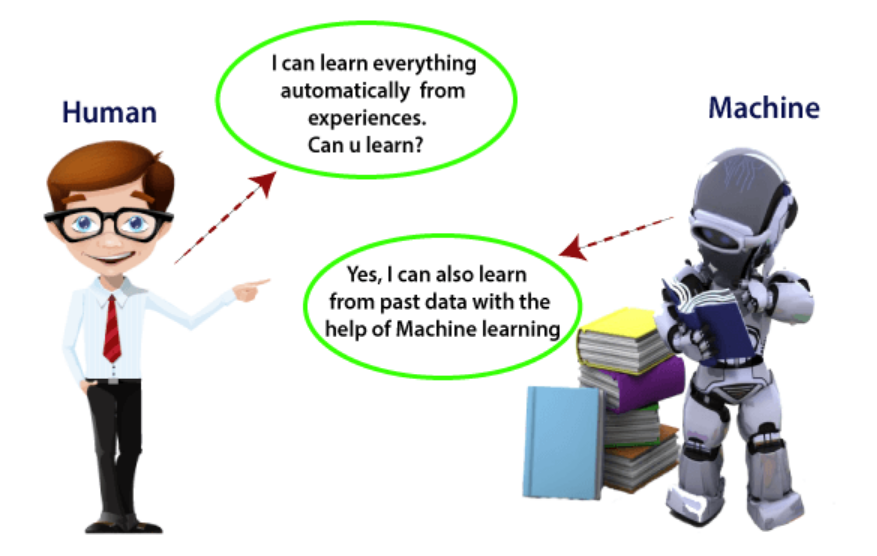 Human
I can learn everything
automatically from
experiences.
Can u learn?
Machine
Yes, I can also learn
from past data with the
help of Machine learning